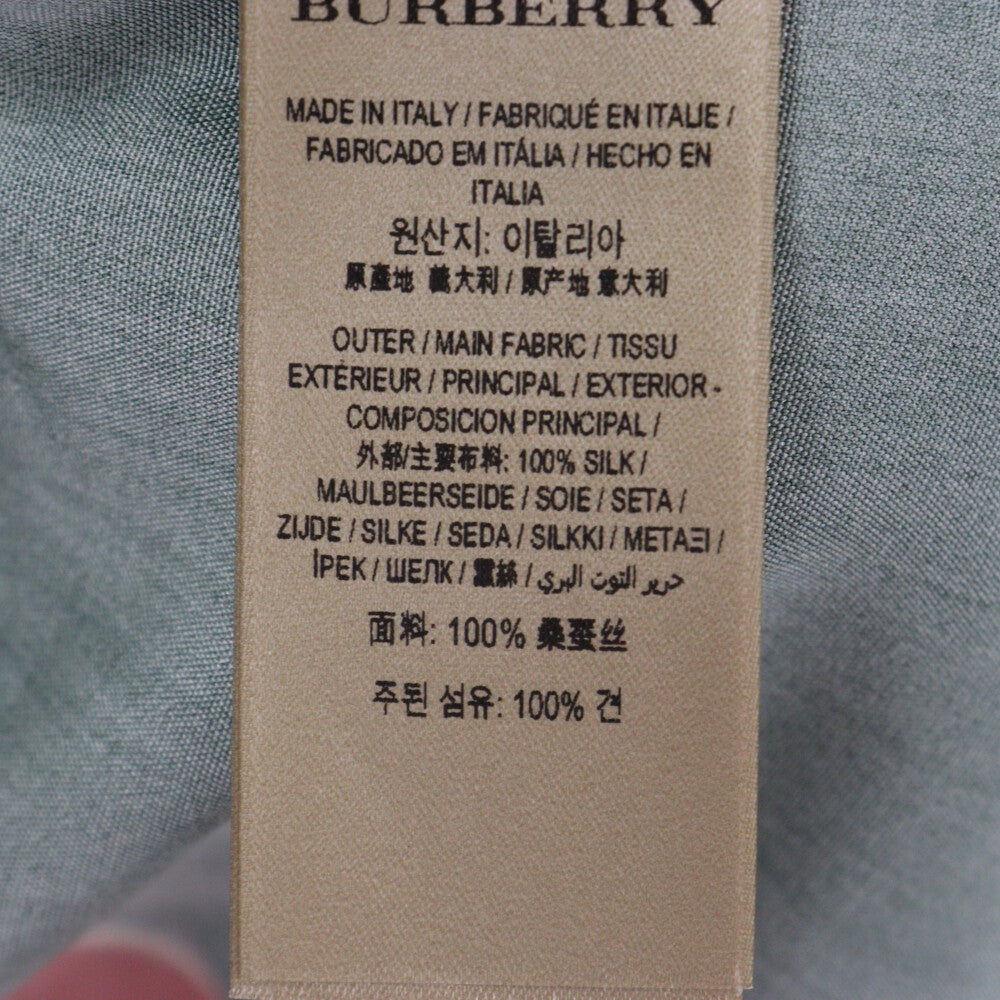 BURBERRY
MADE IN ITALY / FABRIQUÉ EN ITALIE /
FABRICADO EM ITÁLIA / HECHO EN
ITALIA
원산지: 이탈리아
原產地 義大利 / 原产地 意大利
OUTER / MAIN FABRIC / TISSU
EXTÉRIEUR / PRINCIPAL / EXTERIOR -
COMPOSICION PRINCIPAL /
外部/主要布料: 100% SILK /
MAULBEERSEIDE / SOIE / SETA /
ZIJDE / SILKE / SEDA / SILKKI / ΜΕΤΑΞΙ /
İPEK / ШЕЛК / 蠶絲 / حرير التوت البري
面料: 100% 桑蚕丝
주된 섬유: 100% 견